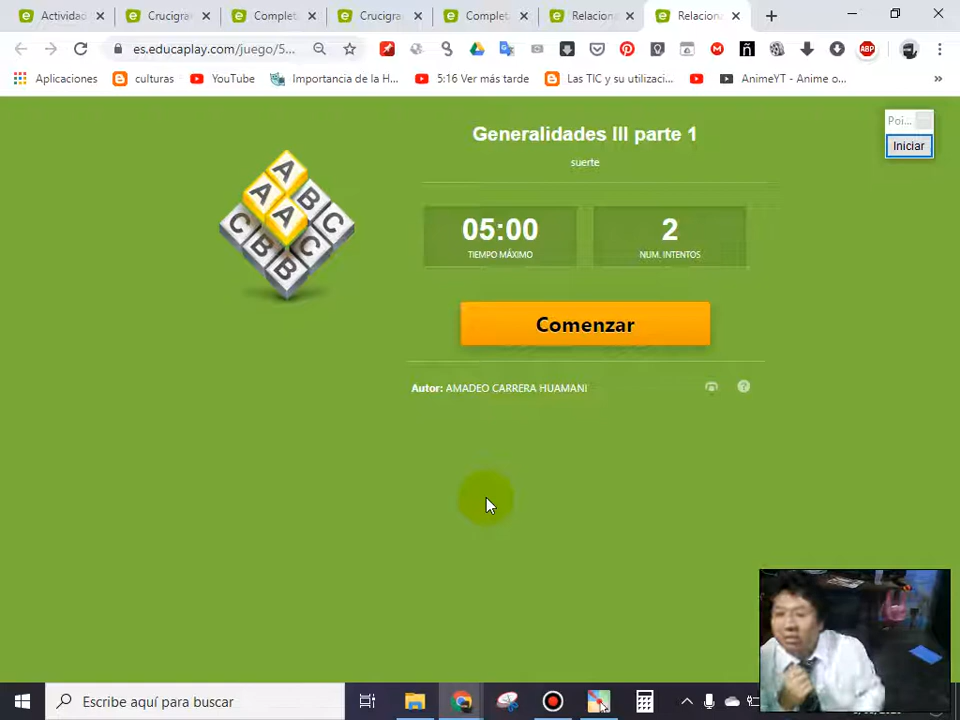 Actividad
Crucigra
Complet
Crucigra
Complet
Relacion
Relacion
es.educaplay.com/juego/5...
Aplicaciones
culturas
YouTube
Importancia de la H...
5:16 Ver más tarde
Las TIC y su utilizaci...
AnimeYT - Anime o...
»
Poi...
Iniciar
Generalidades III parte 1
suerte
05:00
TIEMPO MÁXIMO
2
NUM. INTENTOS
Comenzar
Autor: AMADEO CARRERA HUAMANI
A
A
A
B
C
C
B
B
C
ABP
Escribe aquí para buscar